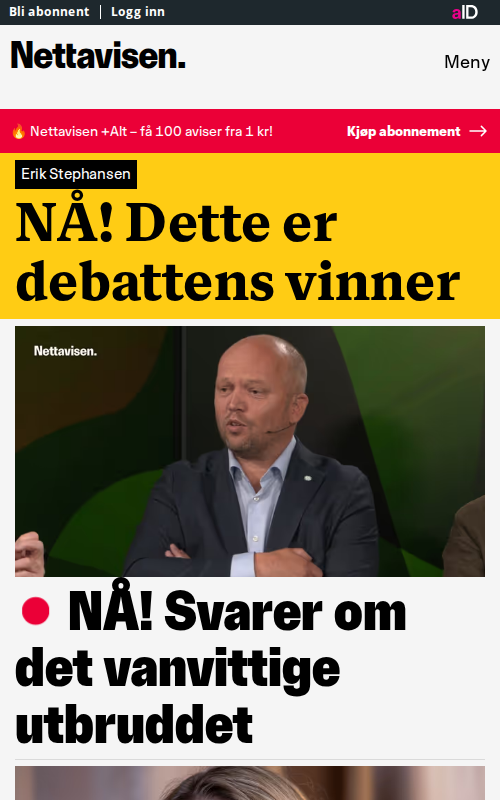 Bli abonnent | Logg inn
aID
Nettavisen.
Meny
🔥 Nettavisen +Alt – få 100 aviser fra 1 kr!
Kjøp abonnement →
Erik Stephansen
NÅ! Dette er
debattens vinner
Nettavisen.
NÅ! Svarer om
det vanvittige
utbruddet